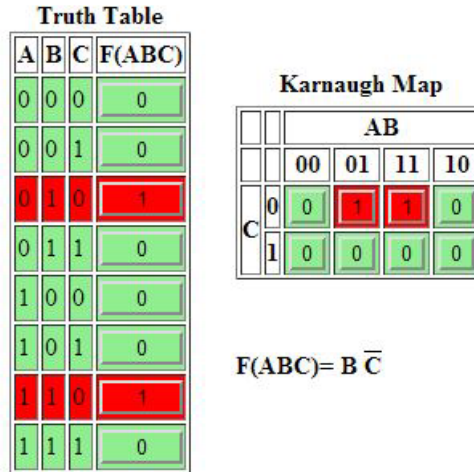 Truth Table
A B C F(ABC)
0 0 0 0
0 0 1 0
0 1 0 1
0 1 1 0
1 0 0 0
1 0 1 0
1 1 0 1
1 1 1 0
Karnaugh Map
AB
00 01 11 10
C 0 0 1 1 0
1 0 0 0 0
F(ABC)= B C̅